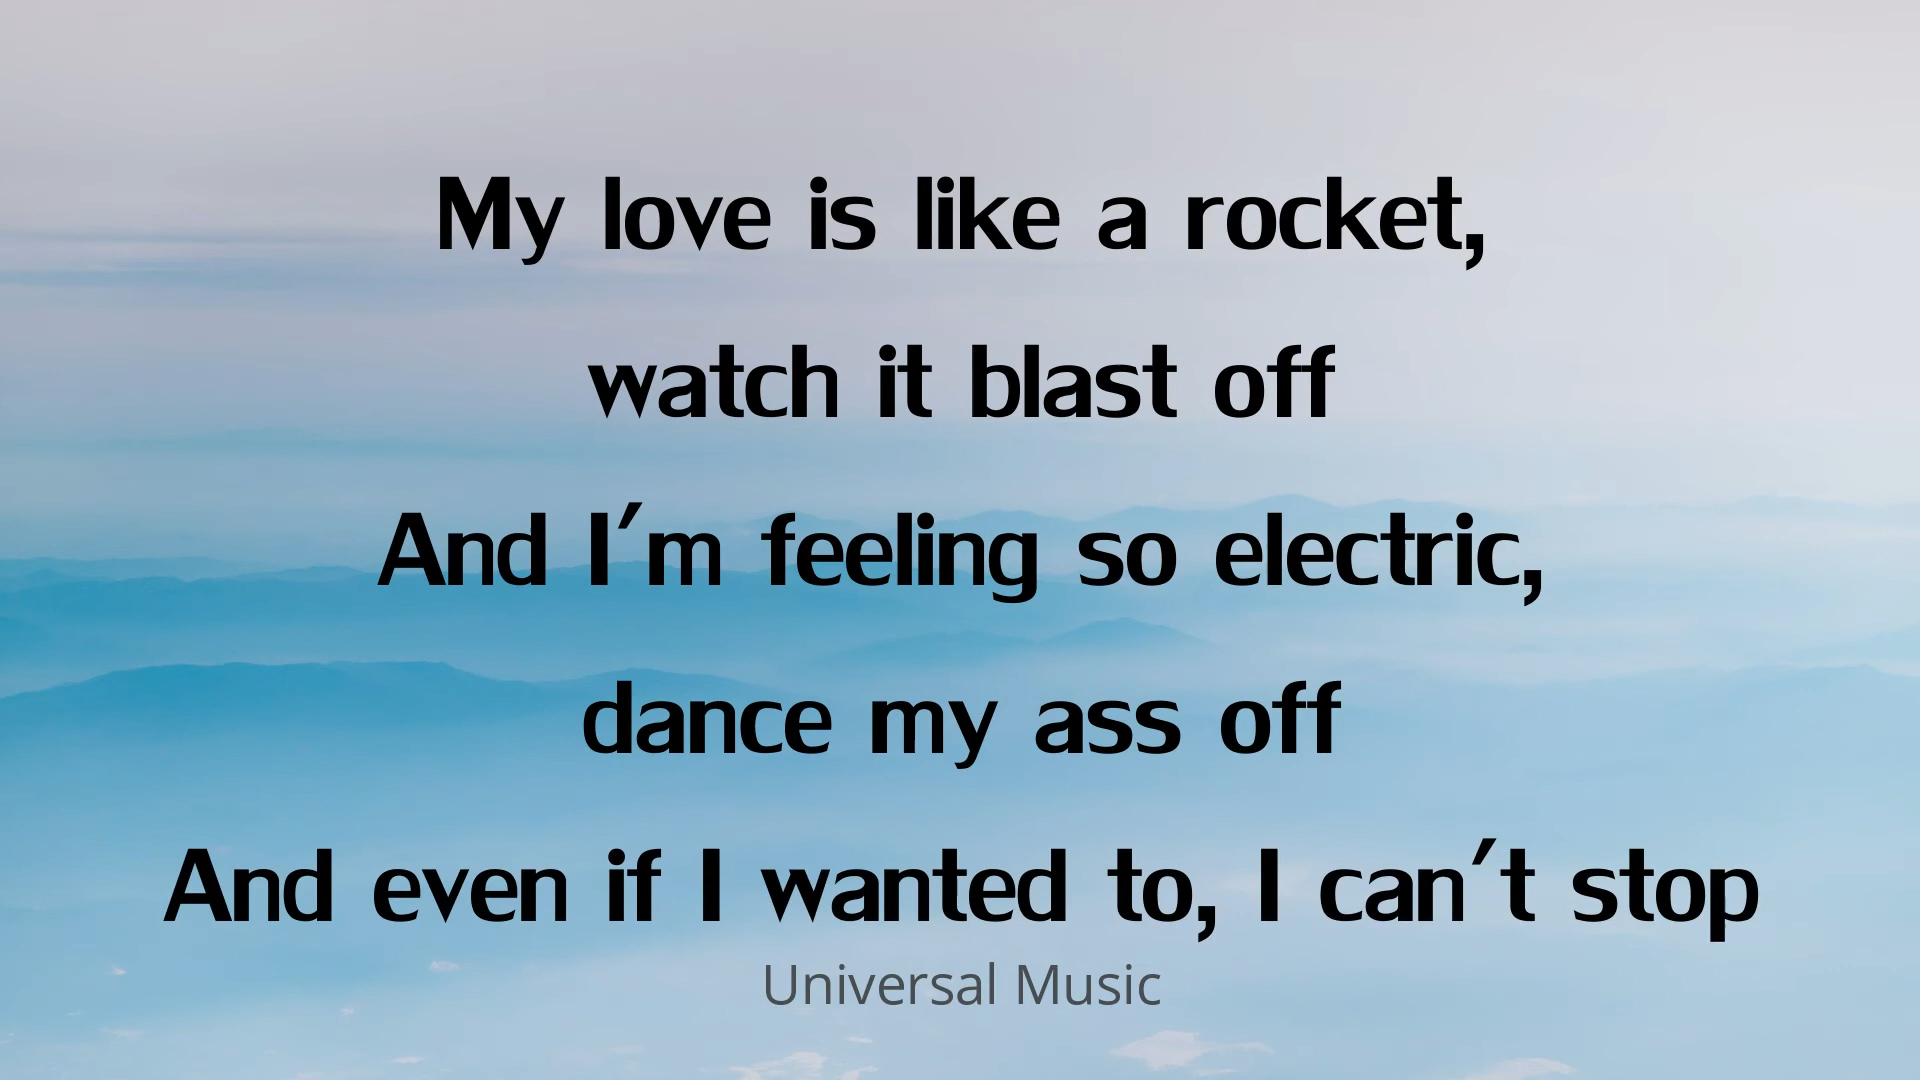 My love is like a rocket,
watch it blast off
And I'm feeling so electric,
dance my ass off
And even if I wanted to, I can't stop
Universal Music